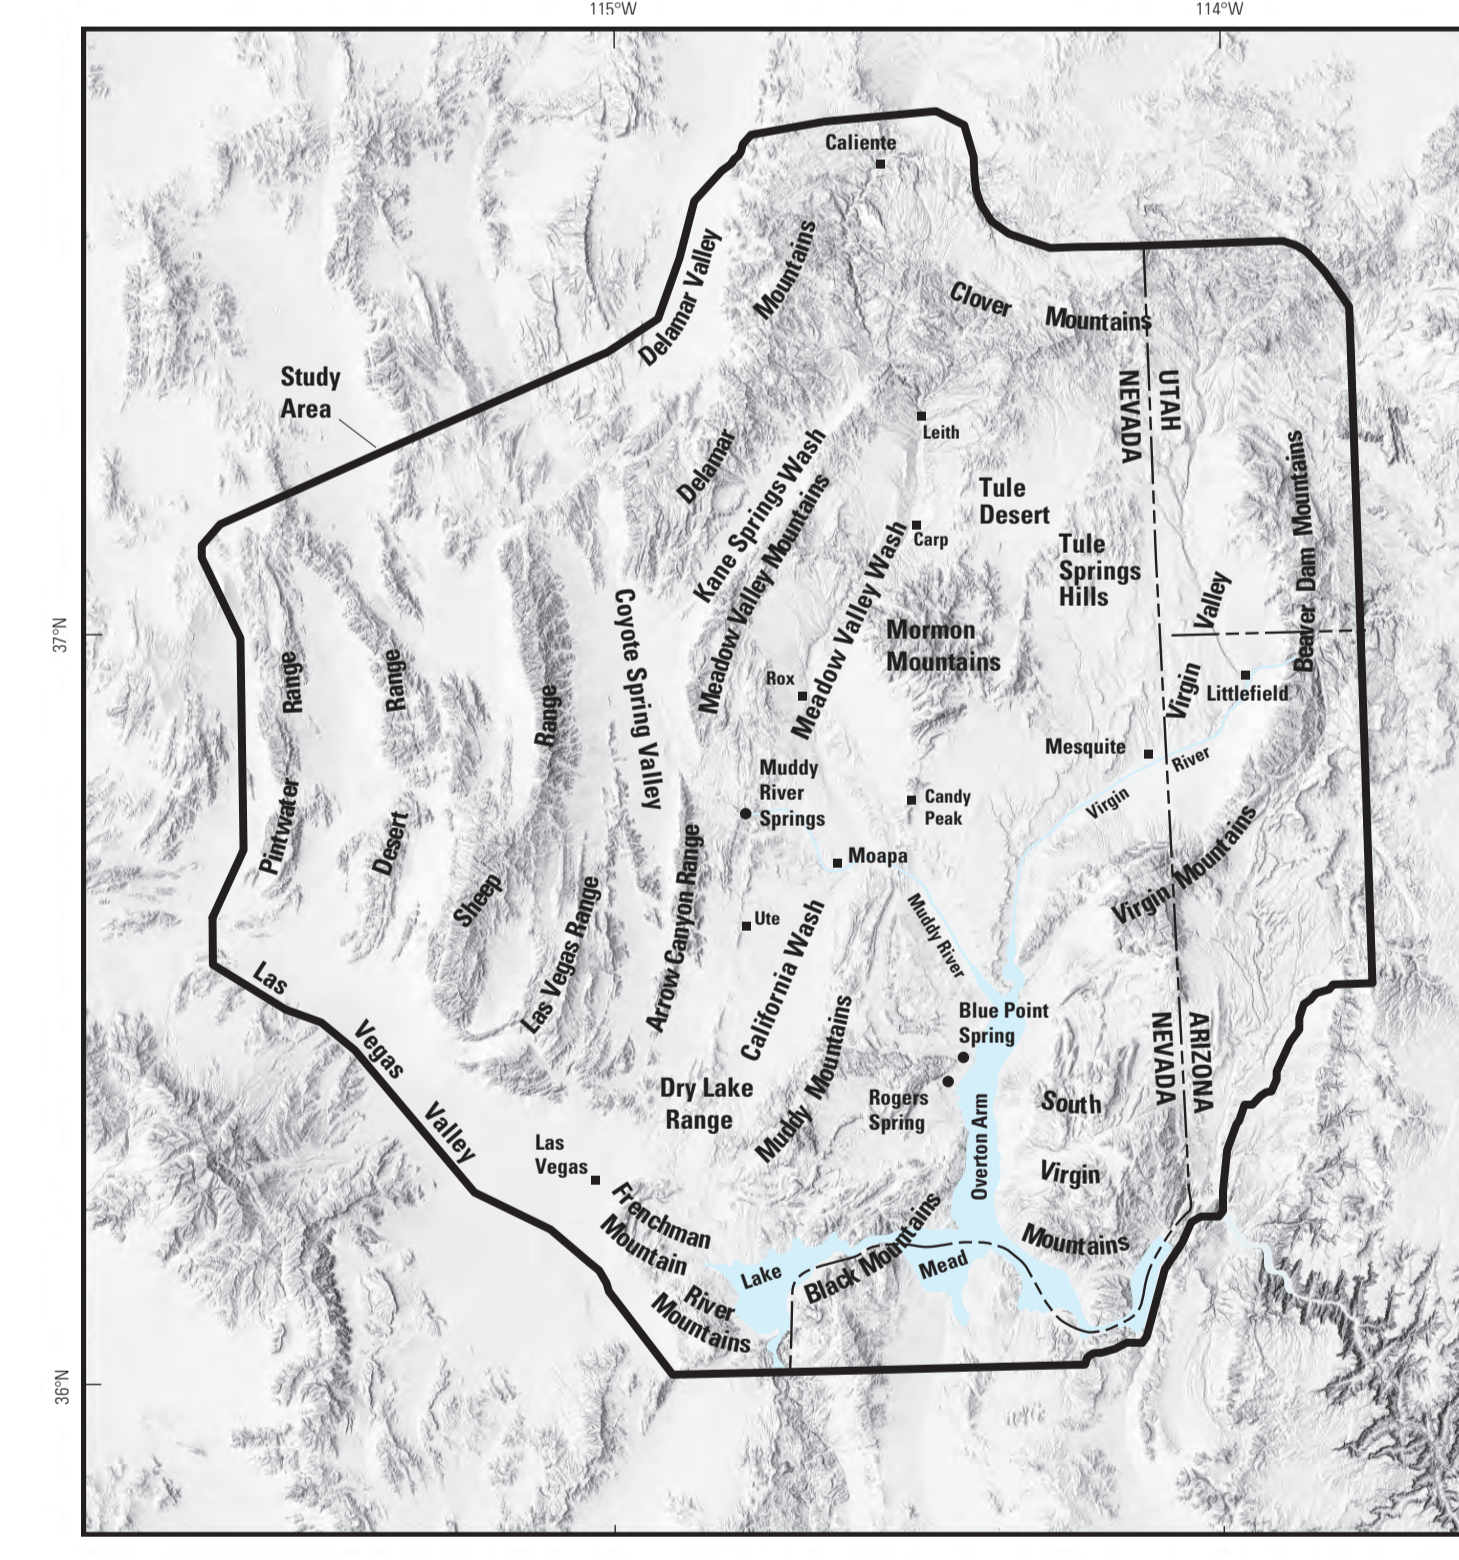 115°W
114°W
37°N
36°N
Caliente
Delamar Valley
Mountains
Clover Mountains
Study
Area
UTAH
NEVADA
Leith
Delamar
Kane Springs Wash
Meadow Valley Mountains
Meadow Valley Wash
Tule
Desert
Carp
Tule
Springs
Hills
Beaver Dam Mountains
Valley
Virgin
Mormon
Mountains
Coyote Spring Valley
Range
Range
Range
Rox
Littlefield
Mesquite
River
Virgin
Muddy
River
Springs
Candy
Peak
Pintwater
Desert
Sheep
Moapa
Virgin Mountains
Las Vegas Range
Arrow Canyon Range
Ute
California Wash
Muddy River
Las
Vegas
Valley
Blue Point
Spring
ARIZONA
NEVADA
Dry Lake
Range
Muddy Mountains
Rogers
Spring
Overton Arm
South
Virgin
Mountains
Las
Vegas
Frenchman
Mountain
River
Mountains
Lake
Black Mountains
Mead